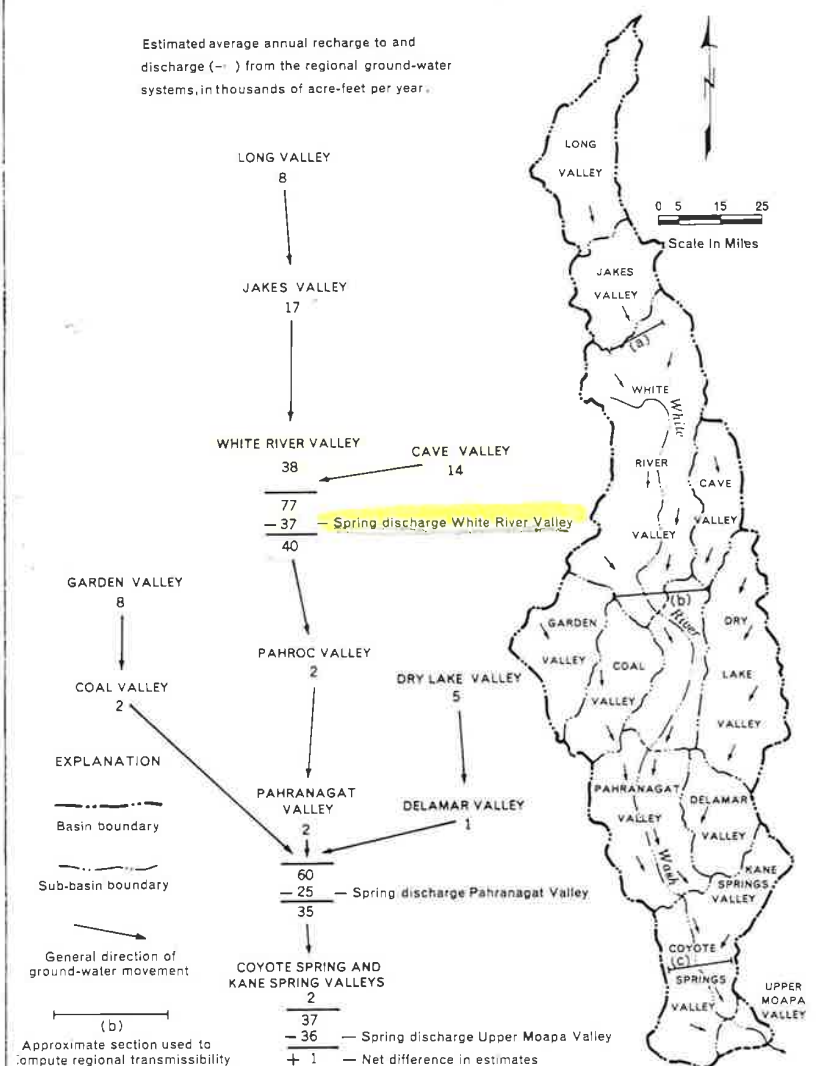 Estimated average annual recharge to and
discharge (- ) from the regional ground-water
systems, in thousands of acre-feet per year.
LONG VALLEY
8
JAKES VALLEY
17
WHITE RIVER VALLEY
38
CAVE VALLEY
14
77
- 37 — Spring discharge White River Valley
40
GARDEN VALLEY
8
COAL VALLEY
2
PAHROC VALLEY
2
DRY LAKE VALLEY
5
PAHRANAGAT
VALLEY
2
DELAMAR VALLEY
1
60
- 25 — Spring discharge Pahranagat Valley
35
COYOTE SPRING AND
KANE SPRING VALLEYS
2
37
- 36 — Spring discharge Upper Moapa Valley
+ 1 — Net difference in estimates
EXPLANATION
Basin boundary
Sub-basin boundary
General direction of
ground-water movement
(b)
Approximate section used to
compute regional transmissibility
N
0 5 15 25
Scale In Miles
LONG
VALLEY
JAKES
VALLEY
(a)
WHITE
White
RIVER
VALLEY
CAVE
VALLEY
(b)
River
GARDEN
VALLEY
COAL
VALLEY
DRY
LAKE
VALLEY
PAHRANAGAT
VALLEY
DELAMAR
VALLEY
Wash
KANE
SPRINGS
VALLEY
COYOTE
(c)
SPRINGS
VALLEY
UPPER
MOAPA
VALLEY